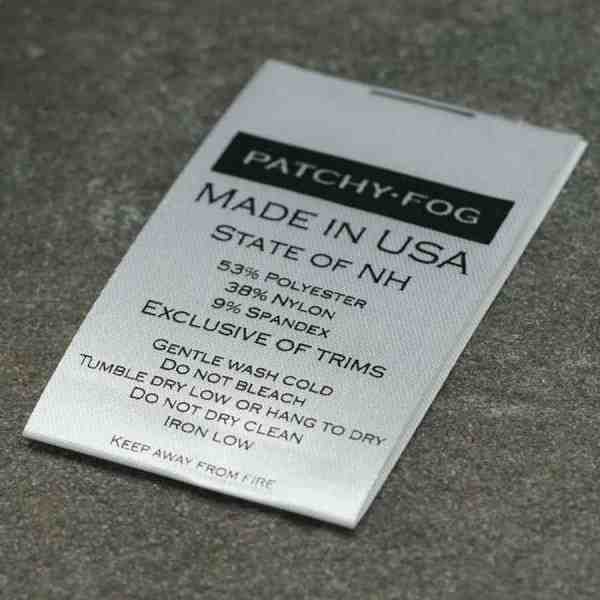 PATCHY·FOG
MADE IN USA
STATE OF NH
53% POLYESTER
38% NYLON
9% SPANDEX
EXCLUSIVE OF TRIMS
GENTLE WASH COLD
DO NOT BLEACH
TUMBLE DRY LOW OR HANG TO DRY
DO NOT DRY CLEAN
IRON LOW
KEEP AWAY FROM FIRE